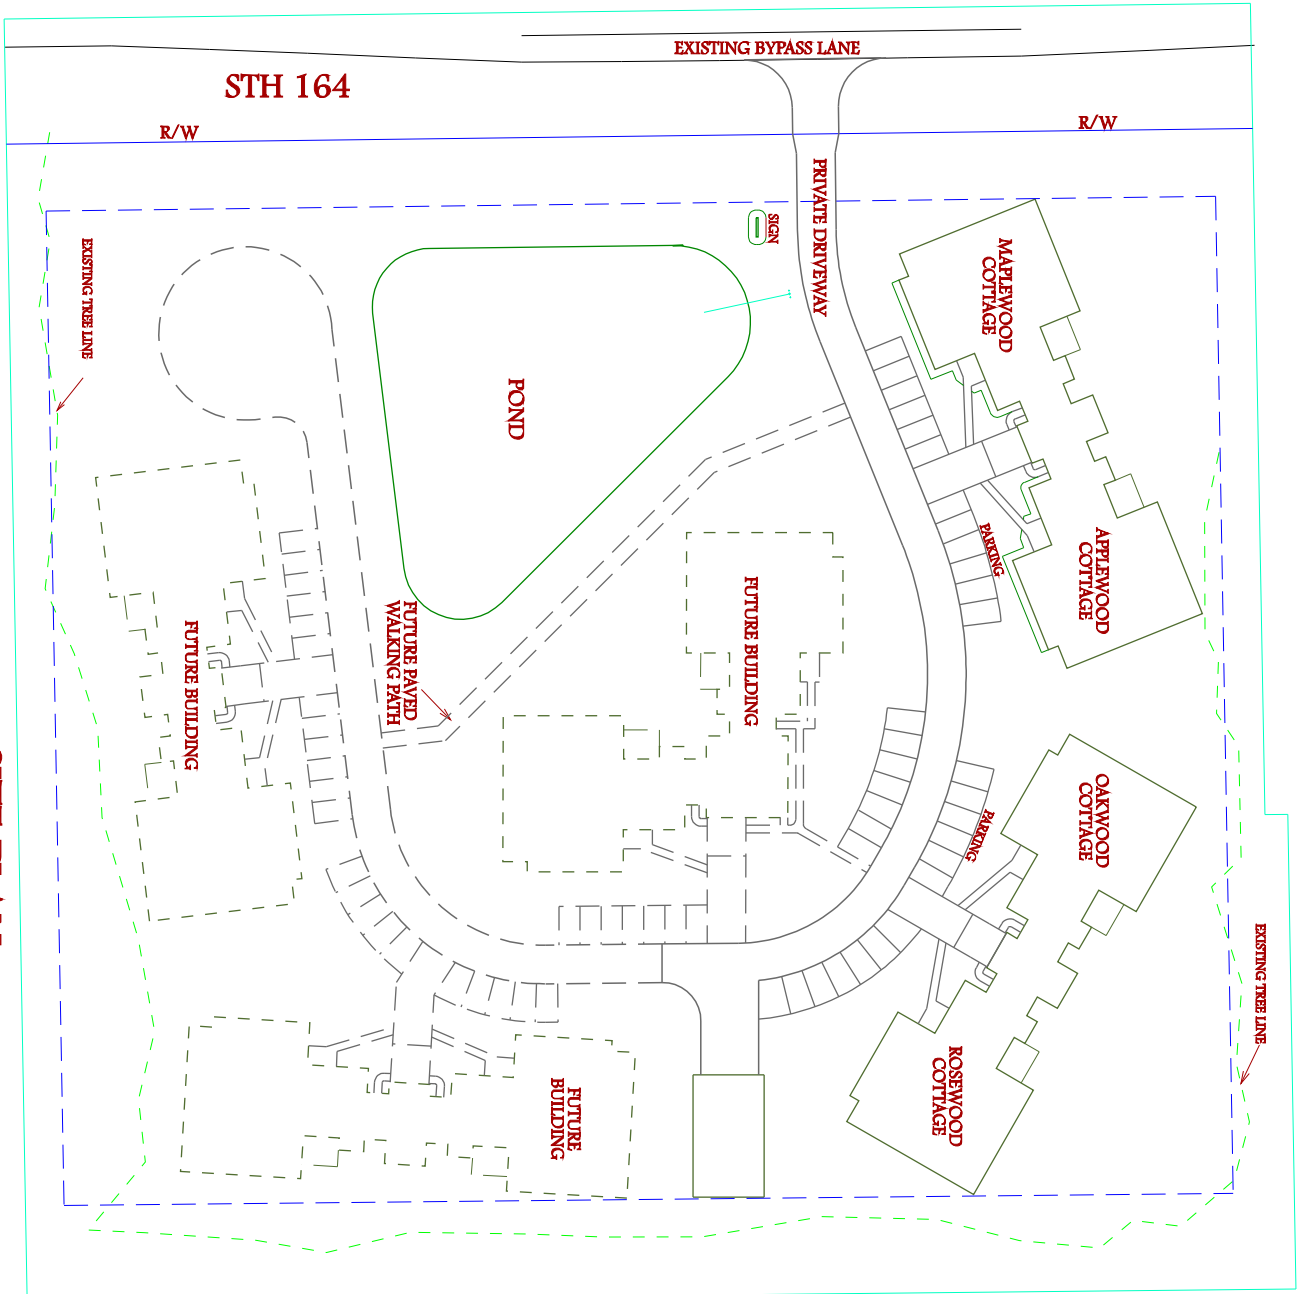 EXISTING BYPASS LANE
STH 164
R/W
R/W
PRIVATE DRIVEWAY
SIGN
EXISTING TREE LINE
MAPLEWOOD
COTTAGE
POND
PARKING
APPLEWOOD
COTTAGE
FUTURE BUILDING
FUTURE PAVED
WALKING PATH
FUTURE BUILDING
OAKWOOD
COTTAGE
PARKING
EXISTING TREE LINE
ROSEWOOD
COTTAGE
FUTURE
BUILDING